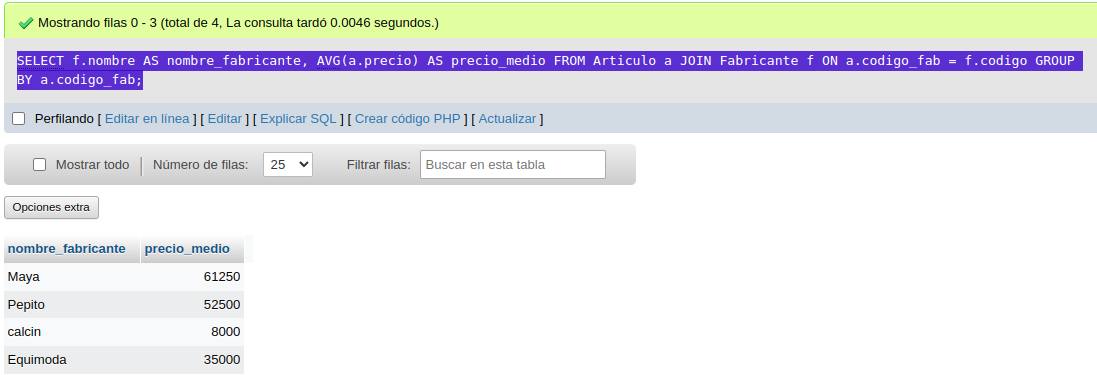 Mostrando filas 0 - 3 (total de 4, La consulta tardó 0.0046 segundos.)
SELECT f.nombre AS nombre_fabricante, AVG(a.precio) AS precio_medio FROM Articulo a JOIN Fabricante f ON a.codigo_fab = f.codigo GROUP
BY a.codigo_fab;
Perfilando [ Editar en línea ] [ Editar ] [ Explicar SQL ] [ Crear código PHP ] [ Actualizar ]
Mostrar todo | Número de filas: 25 Filtrar filas: Buscar en esta tabla
Opciones extra
nombre_fabricante precio_medio
Maya 61250
Pepito 52500
calcin 8000
Equimoda 35000